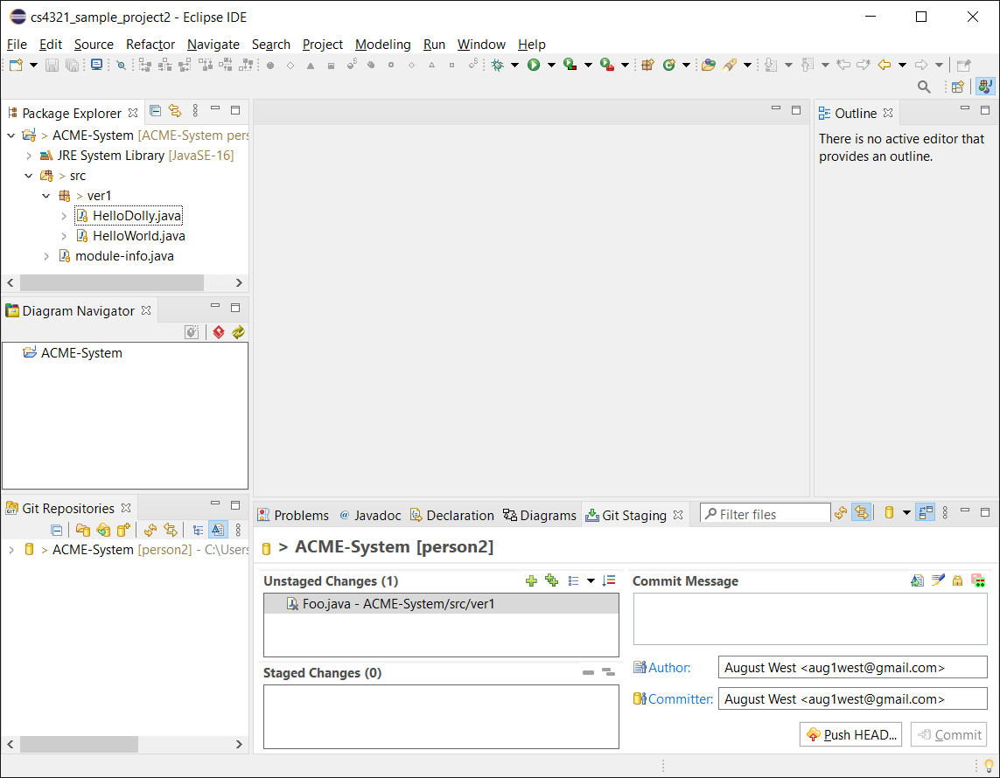 cs4321_sample_project2 - Eclipse IDE
File Edit Source Refactor Navigate Search Project Modeling Run Window Help
Package Explorer
> ACME-System [ACME-System pers
JRE System Library [JavaSE-16]
> src
> ver1
HelloDolly.java
HelloWorld.java
module-info.java
Outline
There is no active editor that
provides an outline.
Diagram Navigator
ACME-System
Git Repositories
> ACME-System [person2] - C:\Users
Problems @ Javadoc Declaration Diagrams Git Staging Filter files
> ACME-System [person2]
Unstaged Changes (1)
Foo.java - ACME-System/src/ver1
Staged Changes (0)
Commit Message
Author: August West <aug1west@gmail.com>
Committer: August West <aug1west@gmail.com>
Push HEAD... Commit